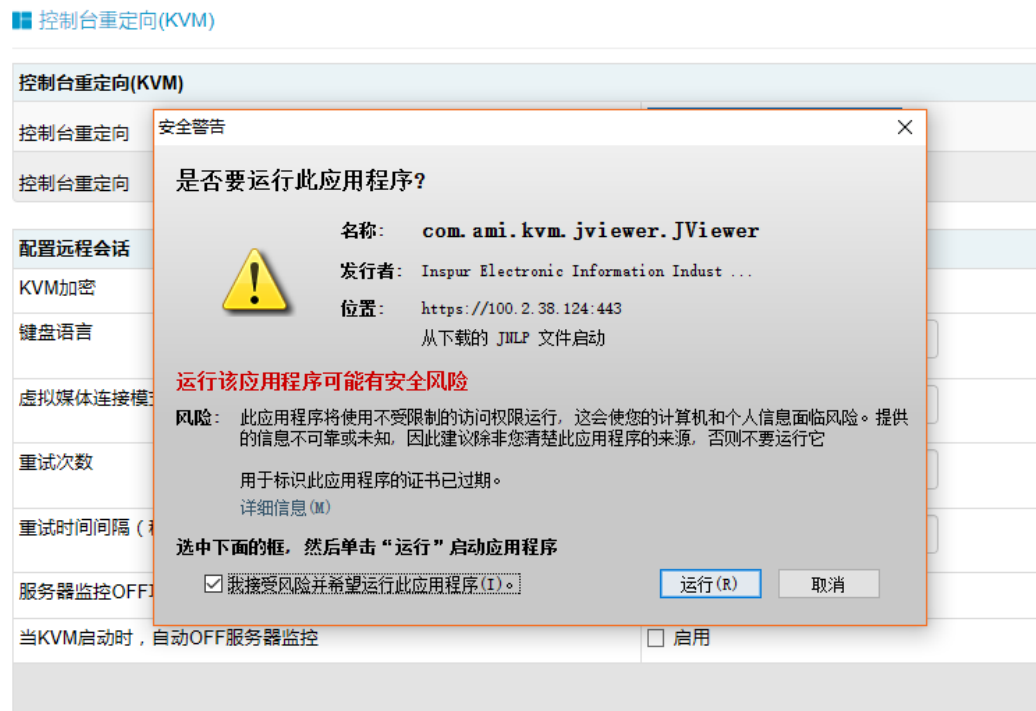 控制台重定向(KVM)
控制台重定向(KVM)
控制台重定向
控制台重定向
配置远程会话
KVM加密
键盘语言
虚拟媒体连接模
重试次数
重试时间间隔（
服务器监控OFF
当KVM启动时，自动OFF服务器监控
启用
安全警告
是否要运行此应用程序?
名称: com.ami.kvm.jviewer.JViewer
发行者: Inspur Electronic Information Indust ...
位置: https://100.2.38.124:443
从下载的 JNLP 文件启动
运行该应用程序可能有安全风险
风险: 此应用程序将使用不受限制的访问权限运行, 这会使您的计算机和个人信息面临风险。提供
的信息不可靠或未知, 因此建议除非您清楚此应用程序的来源, 否则不要运行它
用于标识此应用程序的证书已过期。
详细信息(M)
选中下面的框, 然后单击“运行”启动应用程序
我接受风险并希望运行此应用程序(I)。
运行(R)
取消